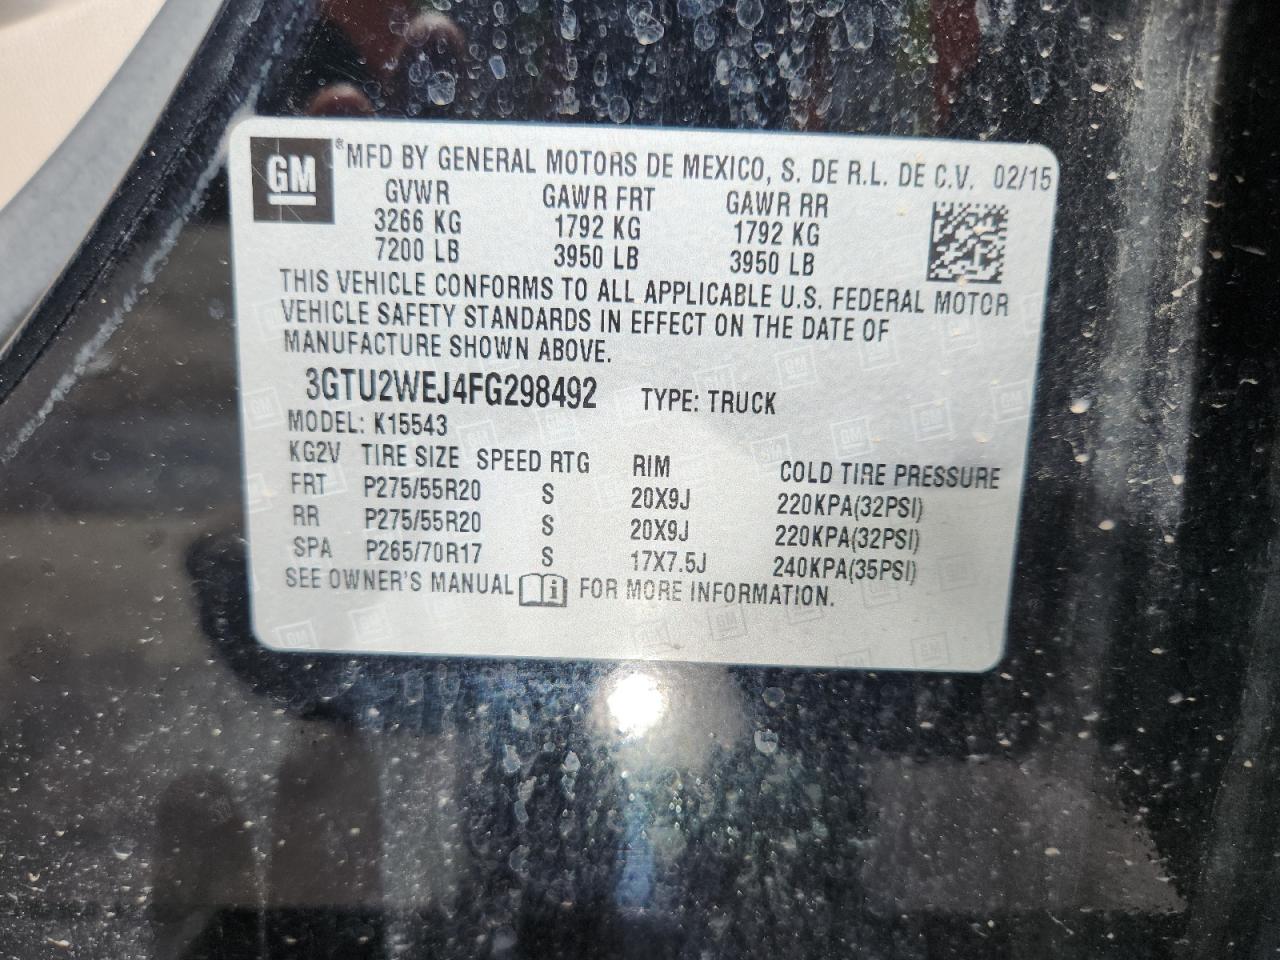 GM ® MFD BY GENERAL MOTORS DE MEXICO, S. DE R.L. DE C.V. 02/15
GVWR GAWR FRT GAWR RR
3266 KG 1792 KG 1792 KG
7200 LB 3950 LB 3950 LB
THIS VEHICLE CONFORMS TO ALL APPLICABLE U.S. FEDERAL MOTOR
VEHICLE SAFETY STANDARDS IN EFFECT ON THE DATE OF
MANUFACTURE SHOWN ABOVE.
3GTU2WEJ4FG298492 TYPE: TRUCK
MODEL: K15543
KG2V TIRE SIZE SPEED RTG RIM COLD TIRE PRESSURE
FRT P275/55R20 S 20X9J 220KPA(32PSI)
RR P275/55R20 S 20X9J 220KPA(32PSI)
SPA P265/70R17 S 17X7.5J 240KPA(35PSI)
SEE OWNER'S MANUAL FOR MORE INFORMATION.